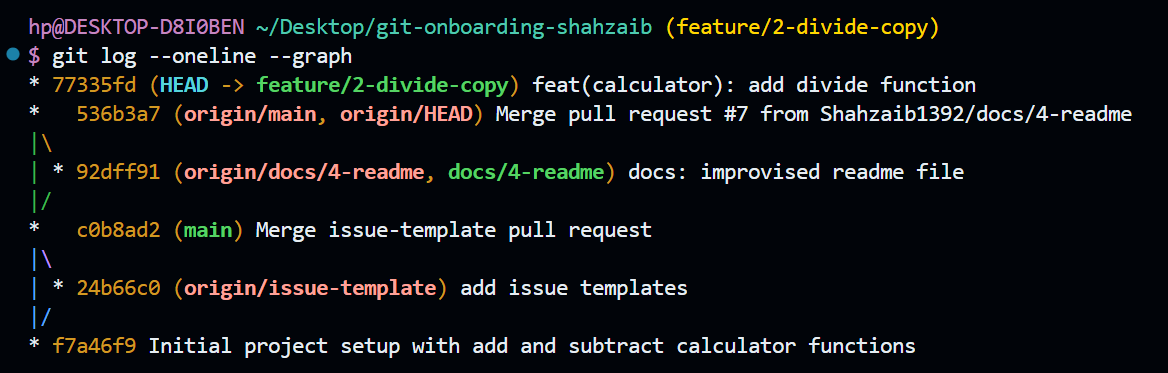 hp@DESKTOP-D8I0BEN ~/Desktop/git-onboarding-shahzaib (feature/2-divide-copy)
$ git log --oneline --graph
* 77335fd (HEAD -> feature/2-divide-copy) feat(calculator): add divide function
*   536b3a7 (origin/main, origin/HEAD) Merge pull request #7 from Shahzaib1392/docs/4-readme
|\
| * 92dff91 (origin/docs/4-readme, docs/4-readme) docs: improvised readme file
|/
*   c0b8ad2 (main) Merge issue-template pull request
|\
| * 24b66c0 (origin/issue-template) add issue templates
|/
* f7a46f9 Initial project setup with add and subtract calculator functions